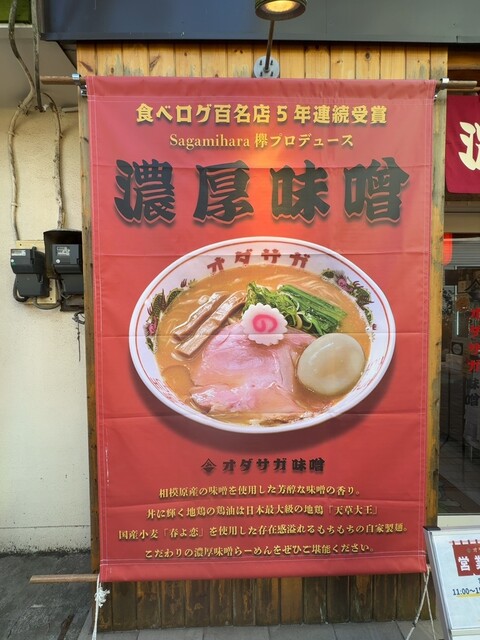 食べログ百名店5年連続受賞
Sagamihara 欅プロデュース
濃厚味噌
オダサガ
オダサガ味噌
相模原産の味噌を使用した芳醇な味噌の香り。
丼に輝く地鶏の鶏油は日本最大級の地鶏「天草大王」
国産小麦「春よ恋」を使用した存在感溢れるもちもちの自家製麺。
こだわりの濃厚味噌らーめんをぜひご堪能ください。
営業